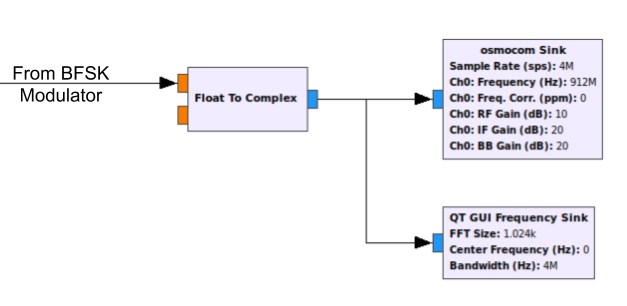 From BFSK
Modulator
Float To Complex
osmocom Sink
Sample Rate (sps): 4M
Ch0: Frequency (Hz): 912M
Ch0: Freq. Corr. (ppm): 0
Ch0: RF Gain (dB): 10
Ch0: IF Gain (dB): 20
Ch0: BB Gain (dB): 20
QT GUI Frequency Sink
FFT Size: 1.024k
Center Frequency (Hz): 0
Bandwidth (Hz): 4M